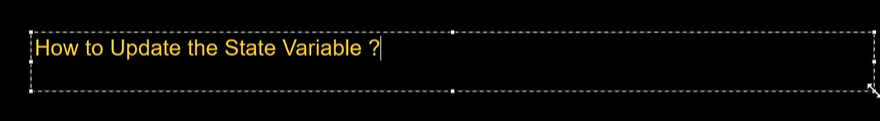 How to Update the State Variable ?